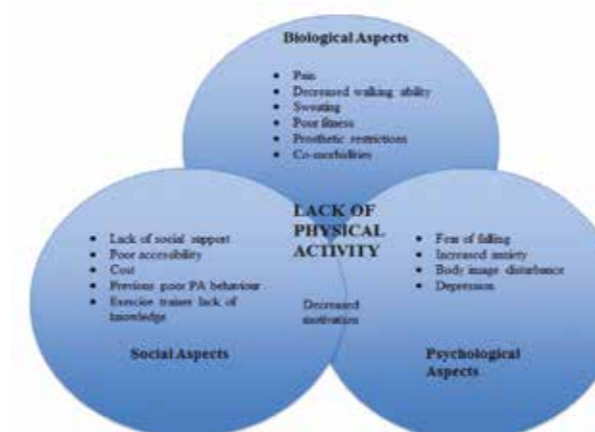 Biological Aspects
• Pain
• Decreased walking ability
• Sweating
• Poor fitness
• Prosthetic restrictions
• Co-morbidities
LACK OF
PHYSICAL
ACTIVITY
• Lack of social support
• Poor accessibility
• Cost
• Previous poor PA behaviour
• Exercise trainer lack of
knowledge
Social Aspects
• Fear of falling
• Increased anxiety
• Body image disturbance
• Depression
Decreased
motivation
Psychological
Aspects